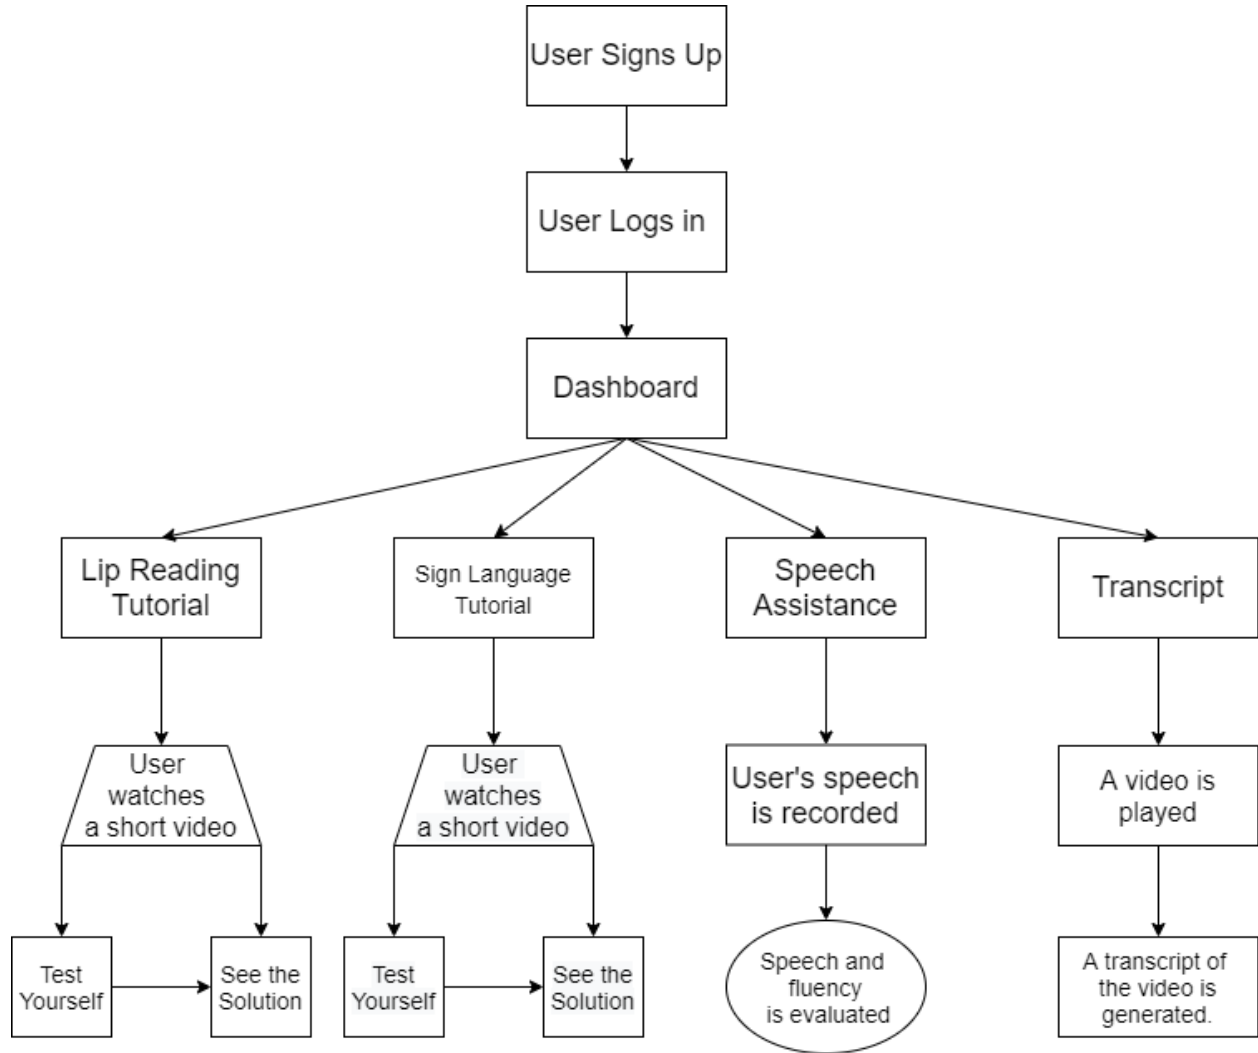 User Signs Up
User Logs in
Dashboard
Lip Reading
Tutorial
Sign Language
Tutorial
Speech
Assistance
Transcript
User
watches
a short video
User
watches
a short video
User's speech
is recorded
A video is
played
Test
Yourself
See the
Solution
Test
Yourself
See the
Solution
Speech and
fluency
is evaluated
A transcript of
the video is
generated.